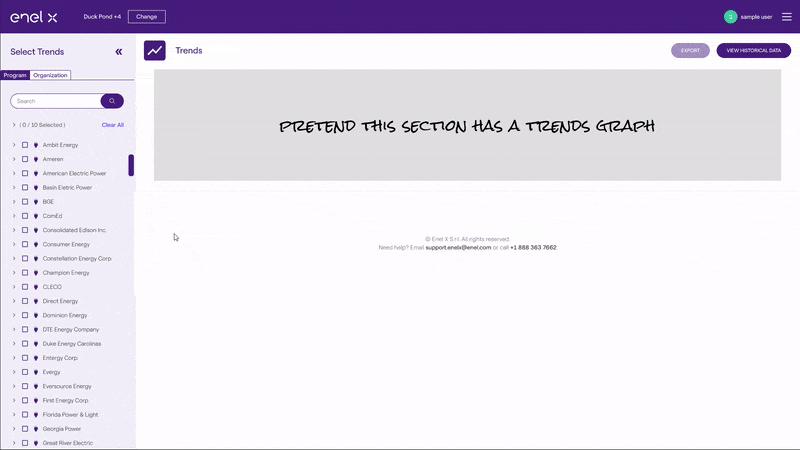 enel x
Duck Pond +4
Change
sample user
Select Trends
«
Program
Organization
Search
( 0 / 10 Selected )
Clear All
Ambit Energy
Ameren
American Electric Power
Basin Eletric Power
BGE
ComEd
Consolidated Edison Inc.
Consumer Energy
Constellation Energy Corp.
Champion Energy
CLECO
Direct Energy
Dominion Energy
DTE Energy Company
Duke Energy Carolinas
Entergy Corp.
Evergy
Eversource Energy
First Energy Corp.
Florida Power & Light
Georgia Power
Great River Electric
Trends
EXPORT
VIEW HISTORICAL DATA
PRETEND THIS SECTION HAS A TRENDS GRAPH
© Enel X S.r.l. All rights reserved.
Need help? Email support.enelx@enel.com or call +1 888 363 7662